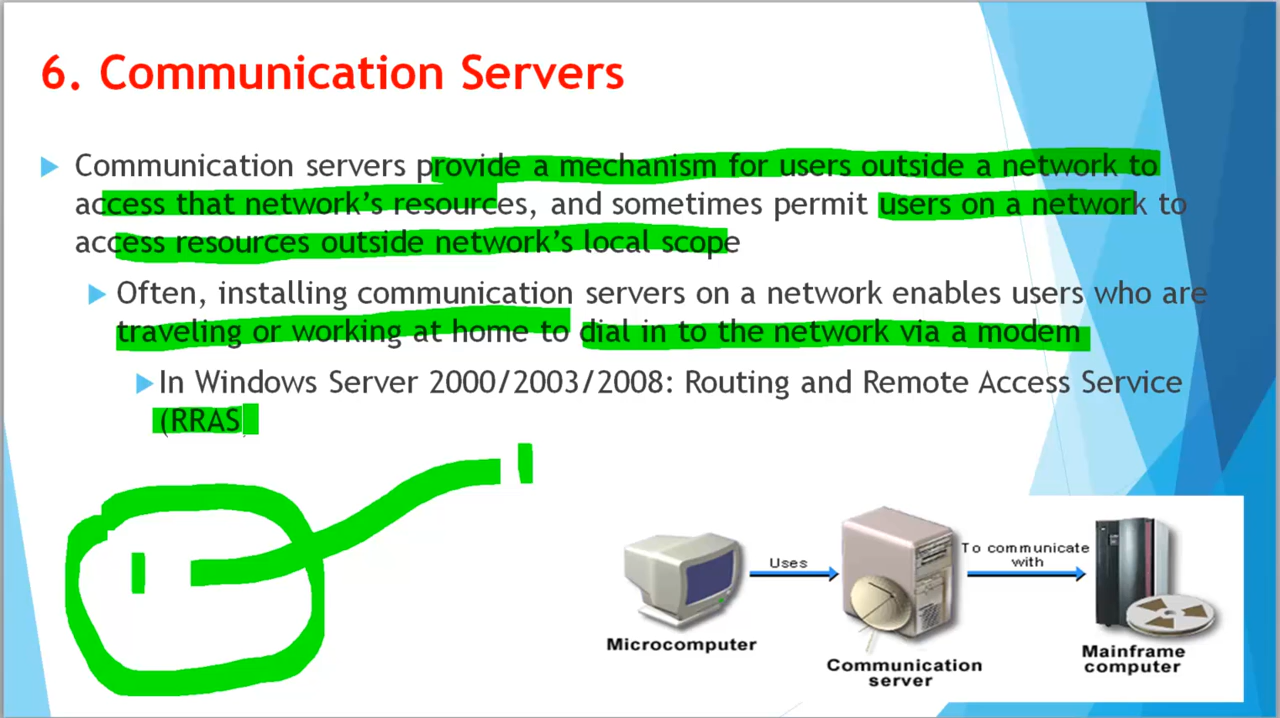 6. Communication Servers
Communication servers provide a mechanism for users outside a network to
access that network's resources, and sometimes permit users on a network to
access resources outside network's local scope
Often, installing communication servers on a network enables users who are
traveling or working at home to dial in to the network via a modem
In Windows Server 2000/2003/2008: Routing and Remote Access Service
(RRAS)
Uses
To communicate
with
Microcomputer
Communication
server
Mainframe
computer